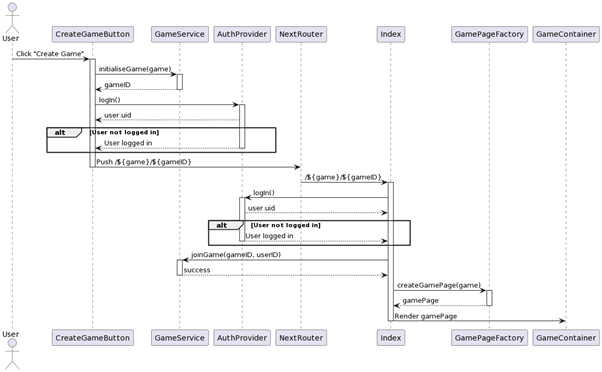 User
CreateGameButton GameService AuthProvider NextRouter Index GamePageFactory GameContainer
Click "Create Game"
initialiseGame(game)
gameID
logIn()
user.uid
alt [User not logged in]
User logged in
Push /${game}/${gameID}
/${game}/${gameID}
logIn()
user.uid
alt [User not logged in]
User logged in
joinGame(gameID, userID)
success
createGamePage(game)
gamePage
Render gamePage
User
CreateGameButton GameService AuthProvider NextRouter Index GamePageFactory GameContainer